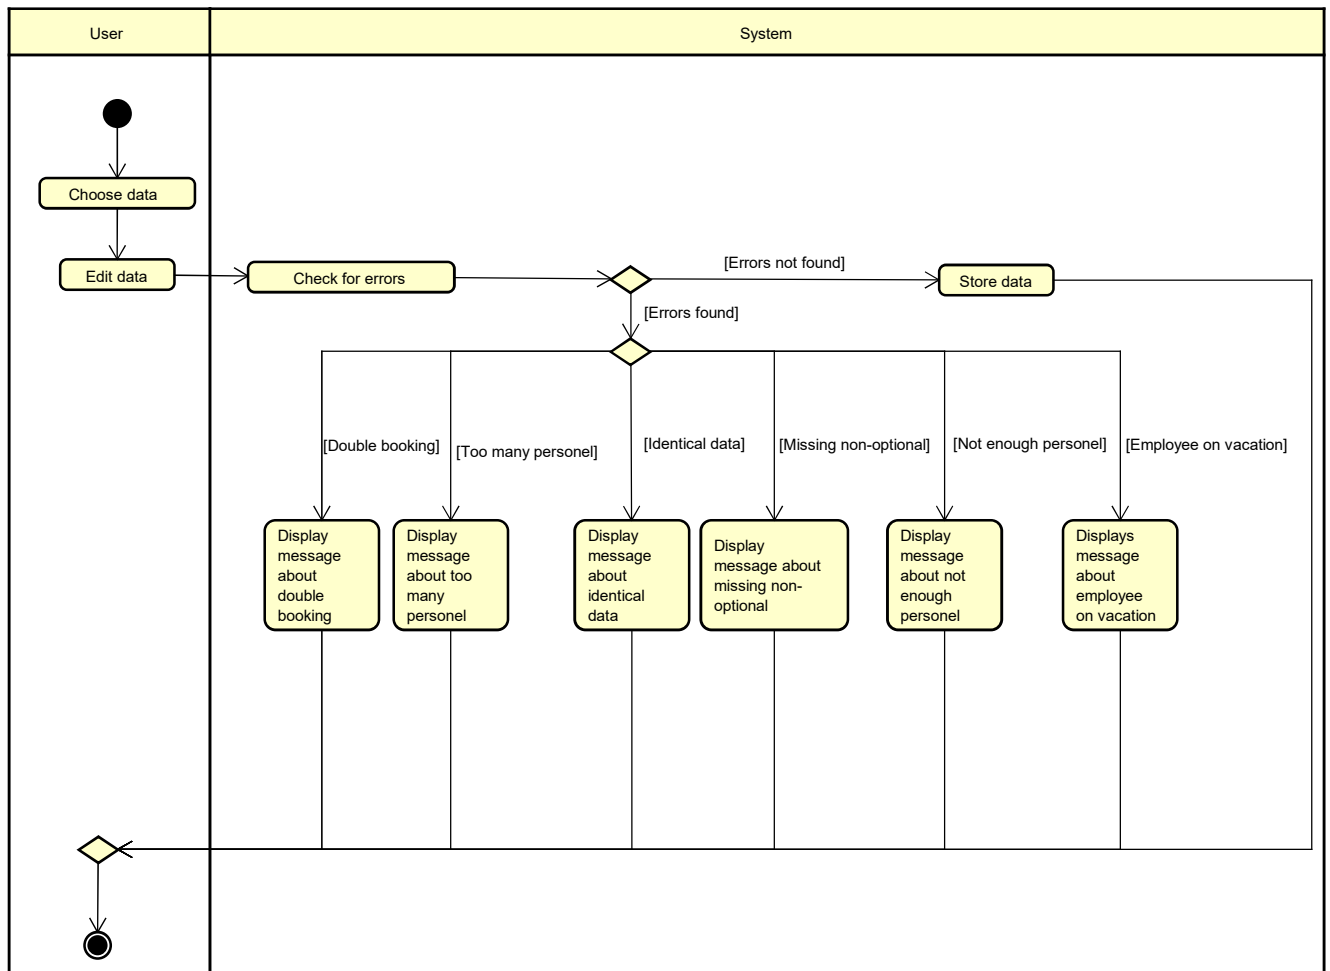 User
System
Choose data
Edit data
Check for errors
[Errors not found]
Store data
[Errors found]
[Double booking]
[Too many personel]
[Identical data]
[Missing non-optional]
[Not enough personel]
[Employee on vacation]
Display
message
about
double
booking
Display
message
about too
many
personel
Display
message
about
identical
data
Display
message about
missing non-
optional
Display
message
about not
enough
personel
Displays
message
about
employee
on vacation